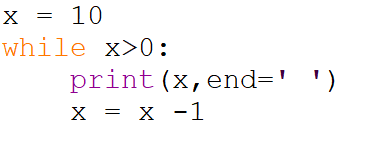 x = 10
while x>0:
    print(x,end=' ')
    x = x -1